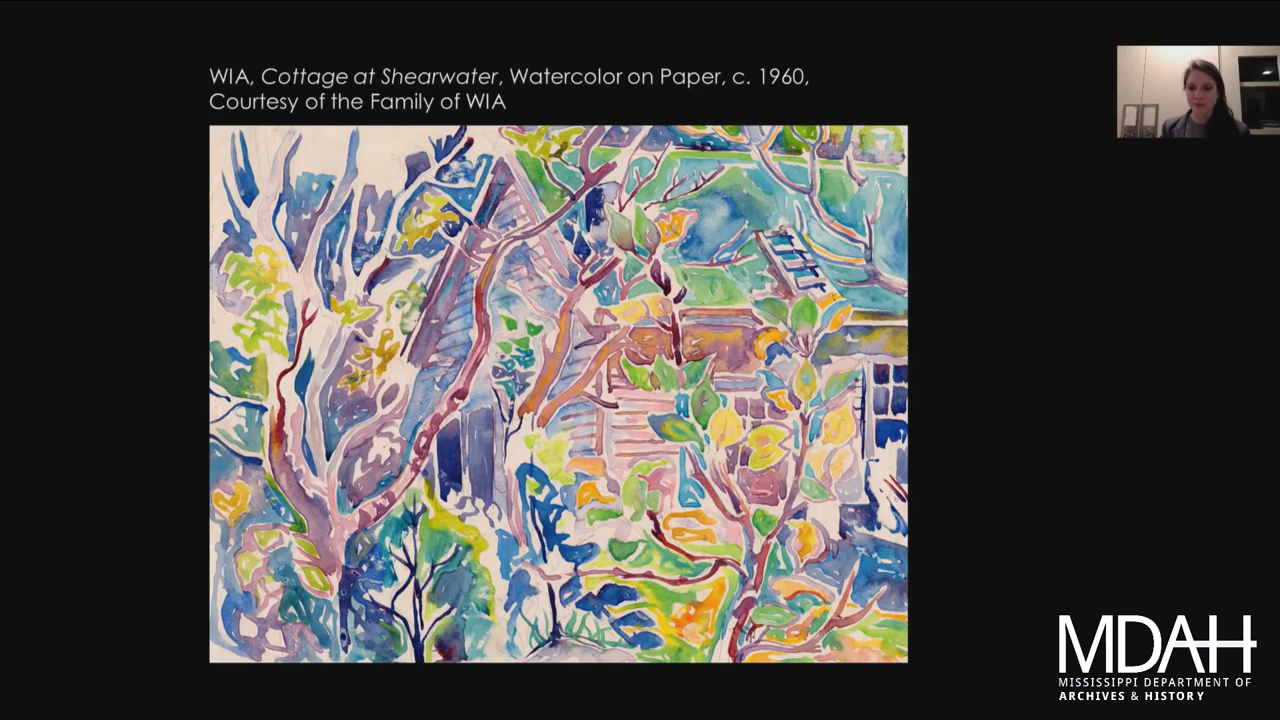 WIA, Cottage at Shearwater, Watercolor on Paper, c. 1960,
Courtesy of the Family of WIA
MDAH
MISSISSIPPI DEPARTMENT OF
ARCHIVES & HISTORY